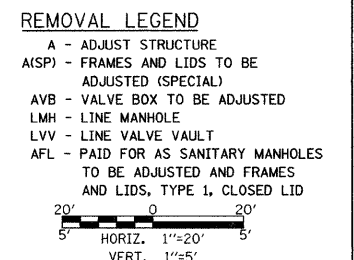 REMOVAL LEGEND
A - ADJUST STRUCTURE
A(SP) - FRAMES AND LIDS TO BE
ADJUSTED (SPECIAL)
AVB - VALVE BOX TO BE ADJUSTED
LMH - LINE MANHOLE
LVV - LINE VALVE VAULT
AFL - PAID FOR AS SANITARY MANHOLES
TO BE ADJUSTED AND FRAMES
AND LIDS, TYPE 1, CLOSED LID
20' 0 20'
5' HORIZ. 1"=20' 5'
VERT. 1"=5'